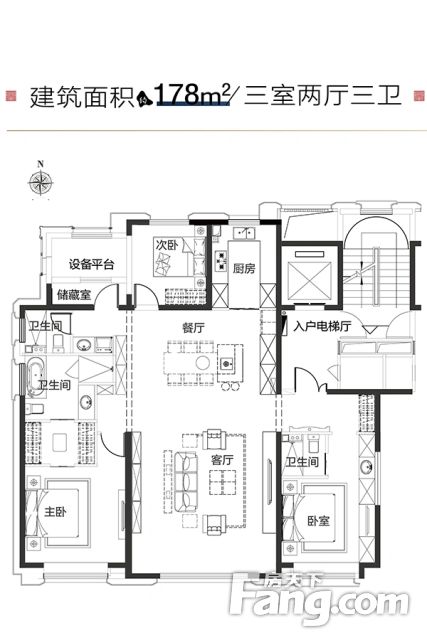 建筑面积约178m²/三室两厅三卫
N
设备平台
次卧
厨房
储藏室
卫生间
餐厅
入户电梯厅
卫生间
客厅
卫生间
主卧
卧室
房天下
Fang.com